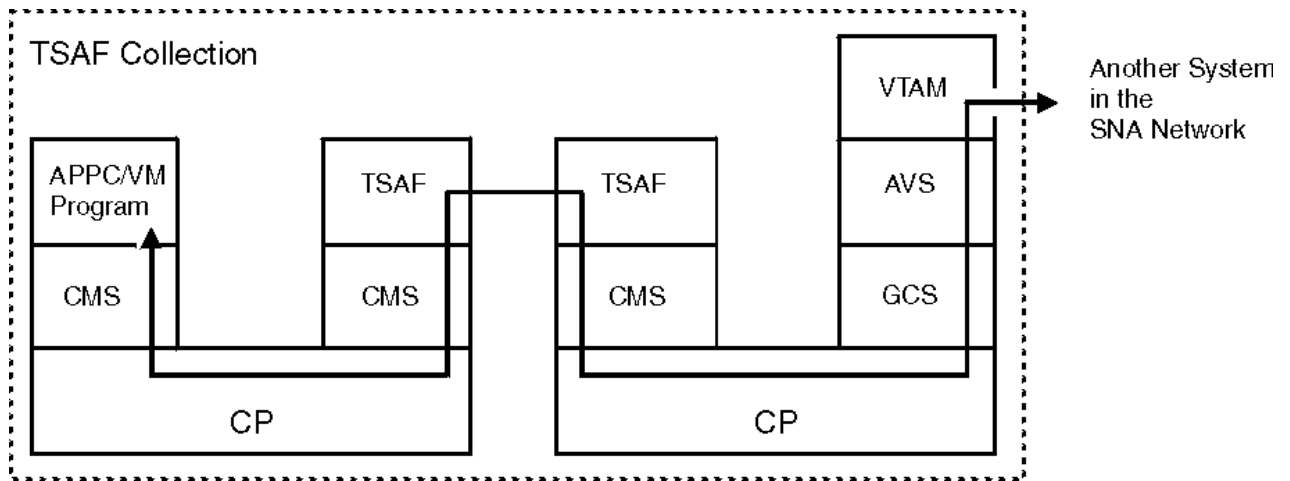 TSAF Collection
VTAM
Another System
in the
SNA Network
APPC/VM
Program
TSAF
TSAF
AVS
CMS
CMS
CMS
GCS
CP
CP